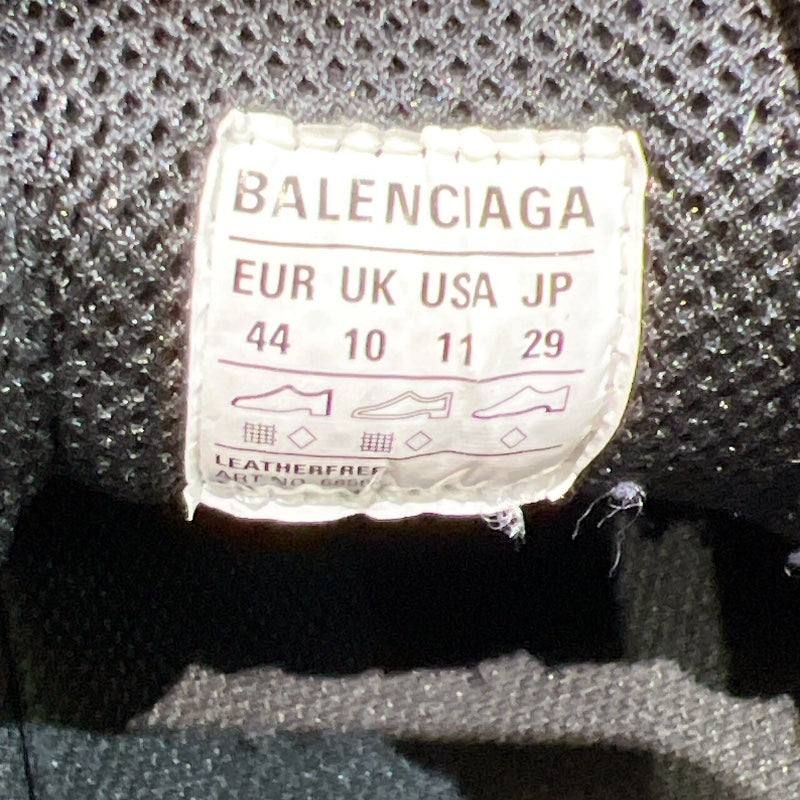 BALENCIAGA
EUR UK USA JP
44 10 11 29
LEATHERFREE
ART NO.